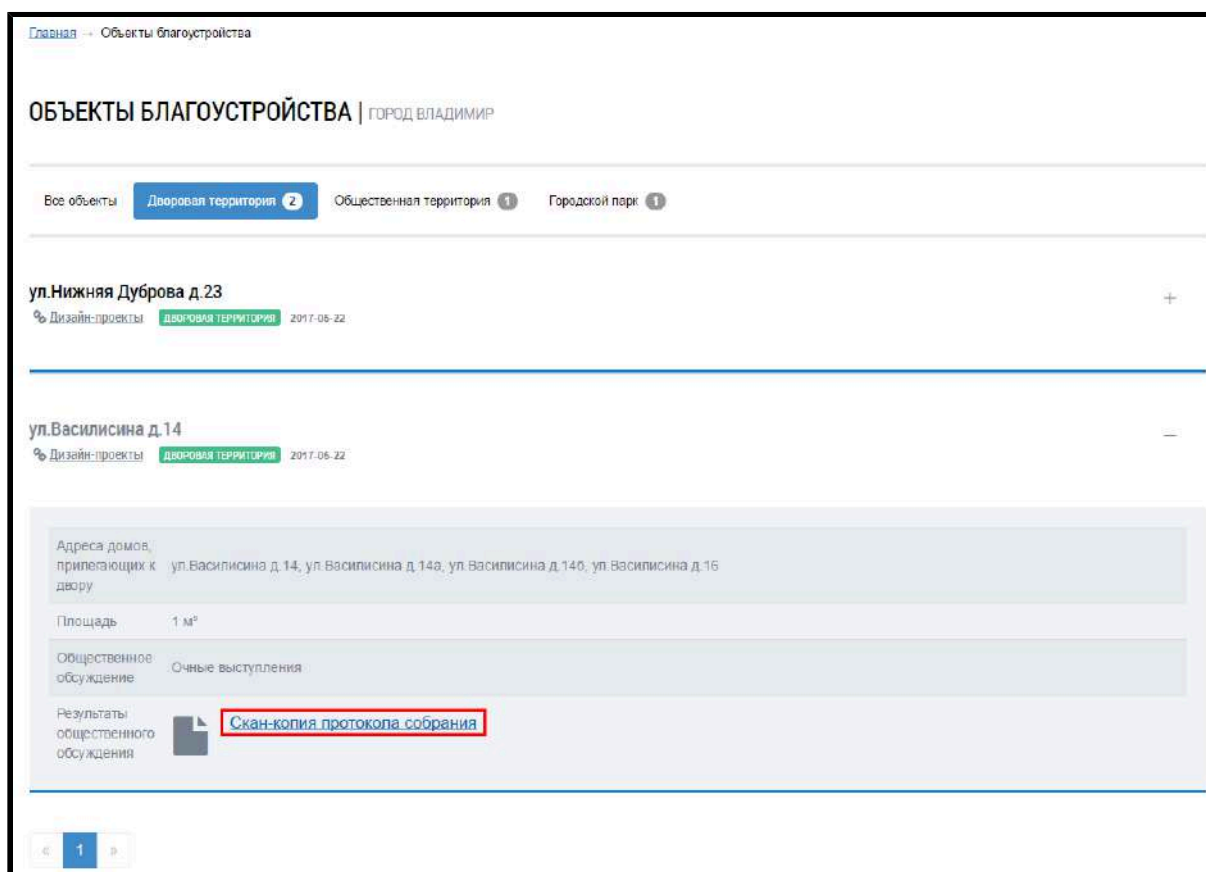 Главная → Объекты благоустройства
ОБЪЕКТЫ БЛАГОУСТРОЙСТВА | ГОРОД ВЛАДИМИР
Все объекты Дворовая территория 2 Общественная территория 1 Городской парк 1
ул.Нижняя Дуброва д.23 +
Дизайн-проекты ДВОРОВАЯ ТЕРРИТОРИЯ 2017-06-22
ул.Василисина д.14 –
Дизайн-проекты ДВОРОВАЯ ТЕРРИТОРИЯ 2017-06-22
Адреса домов,
прилегающих к ул.Василисина д.14, ул.Василисина д.14а, ул.Василисина д.14б, ул.Василисина д.16
двору
Площадь 1 м²
Общественное
обсуждение Очные выступления
Результаты
общественного Скан-копия протокола собрания
обсуждения
« 1 »